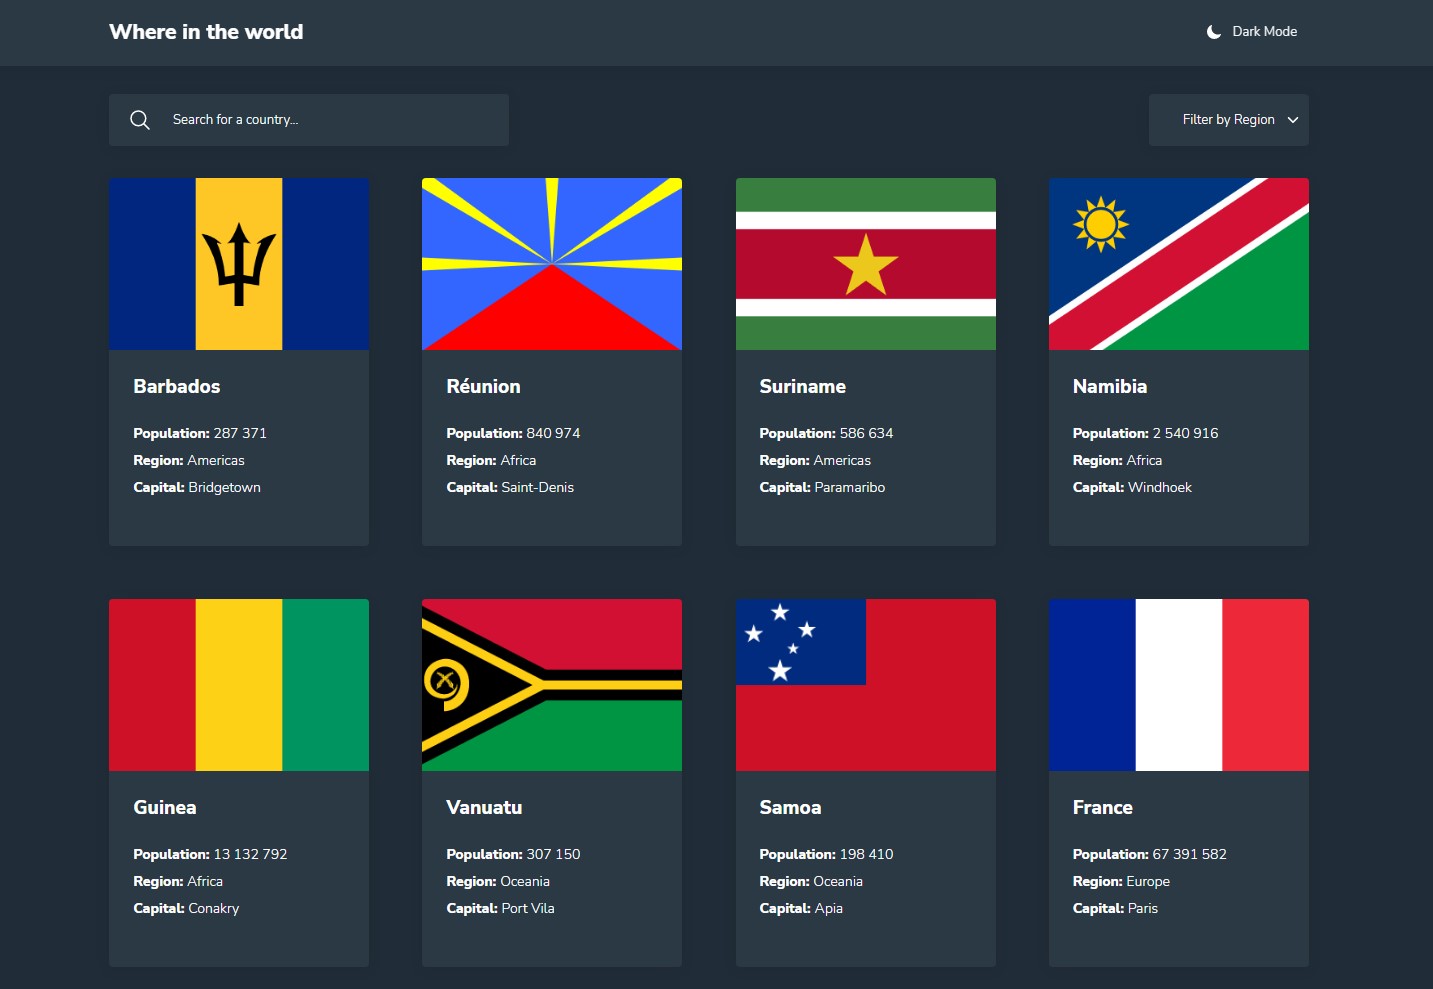 Where in the world
Dark Mode
Search for a country...
Filter by Region
Barbados
Population: 287 371
Region: Americas
Capital: Bridgetown
Réunion
Population: 840 974
Region: Africa
Capital: Saint-Denis
Suriname
Population: 586 634
Region: Americas
Capital: Paramaribo
Namibia
Population: 2 540 916
Region: Africa
Capital: Windhoek
Guinea
Population: 13 132 792
Region: Africa
Capital: Conakry
Vanuatu
Population: 307 150
Region: Oceania
Capital: Port Vila
Samoa
Population: 198 410
Region: Oceania
Capital: Apia
France
Population: 67 391 582
Region: Europe
Capital: Paris